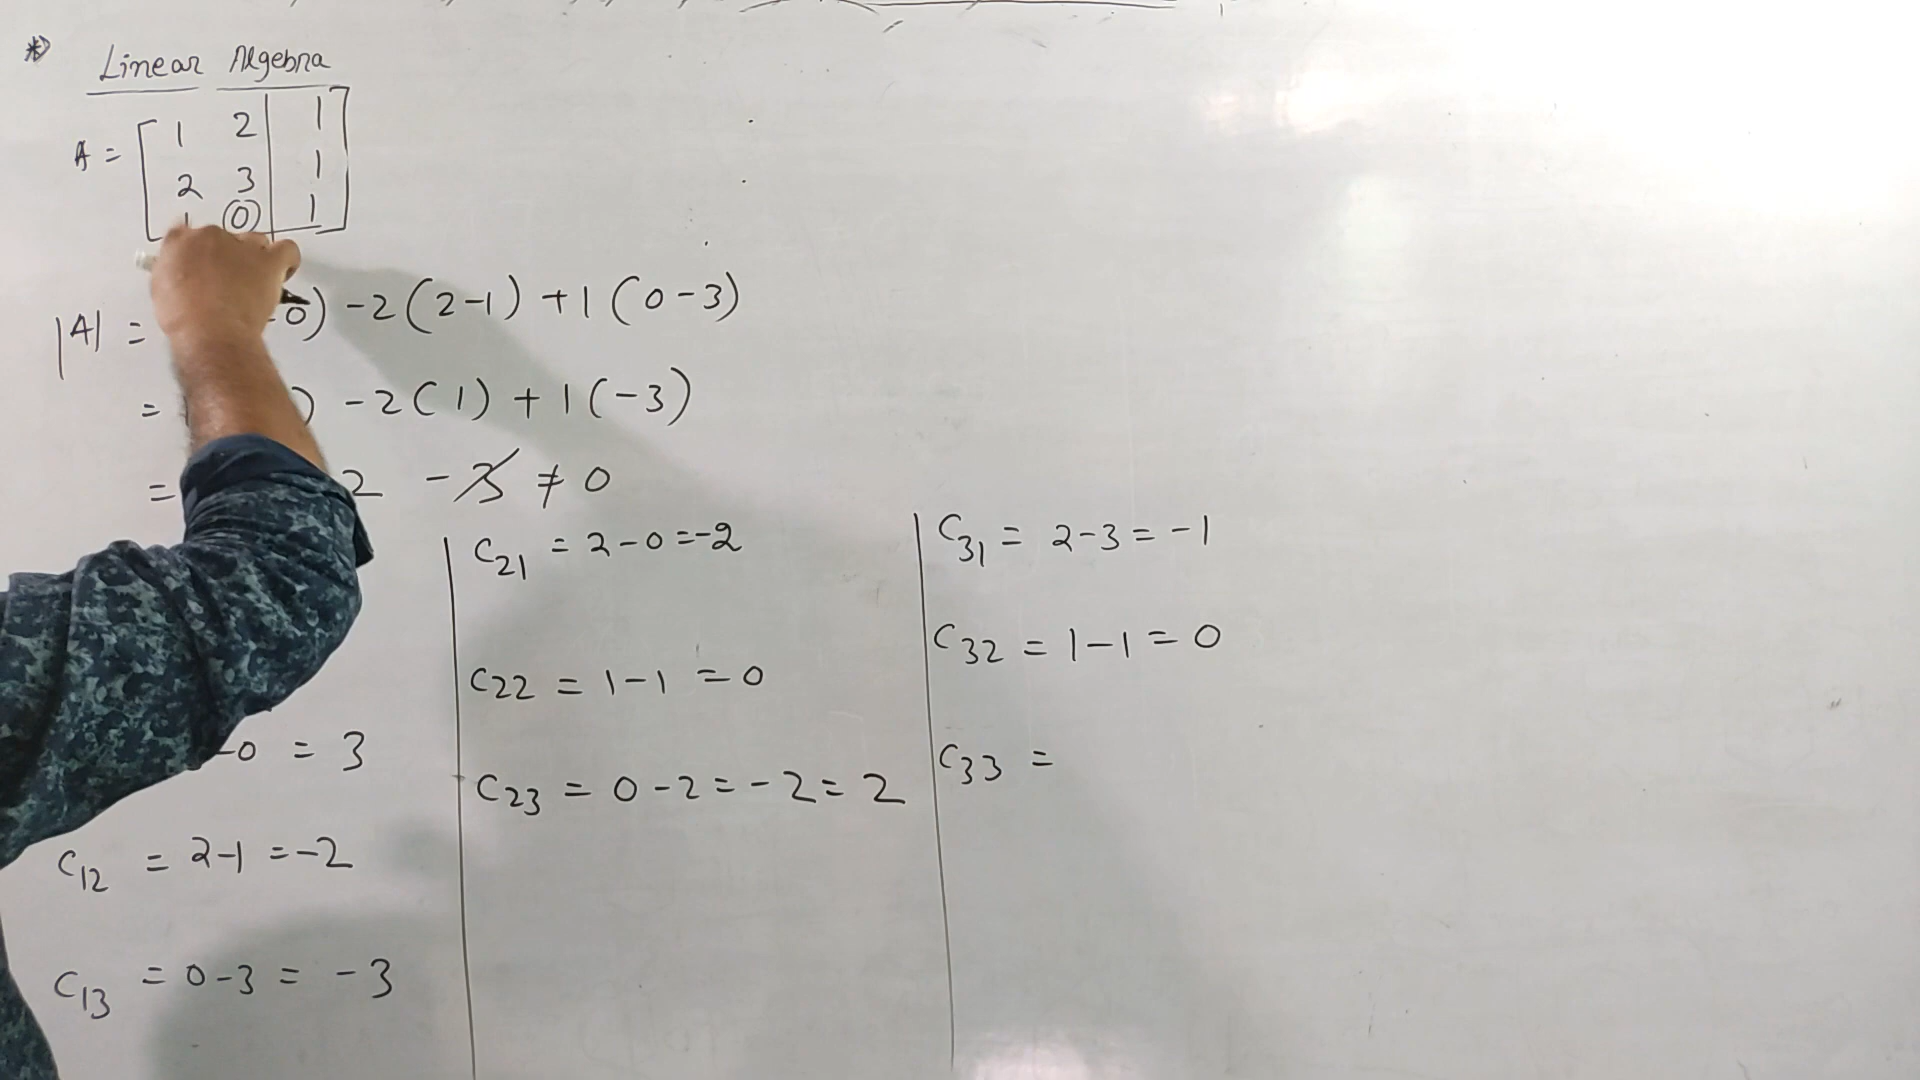 Linear Algebra
A = [ 1 2 1
2 3 1
1 0 1 ]
|A| = -0) -2(2-1) +1(0-3)
= ) -2(1) +1(-3)
= 2 -3 ≠ 0
-0 = 3
C12 = 2-1 =-2
C13 = 0-3 = -3
C21 = 2-0 =-2
C22 = 1-1 = 0
C23 = 0-2 = -2 = 2
C31 = 2-3 = -1
C32 = 1-1 = 0
C33 =